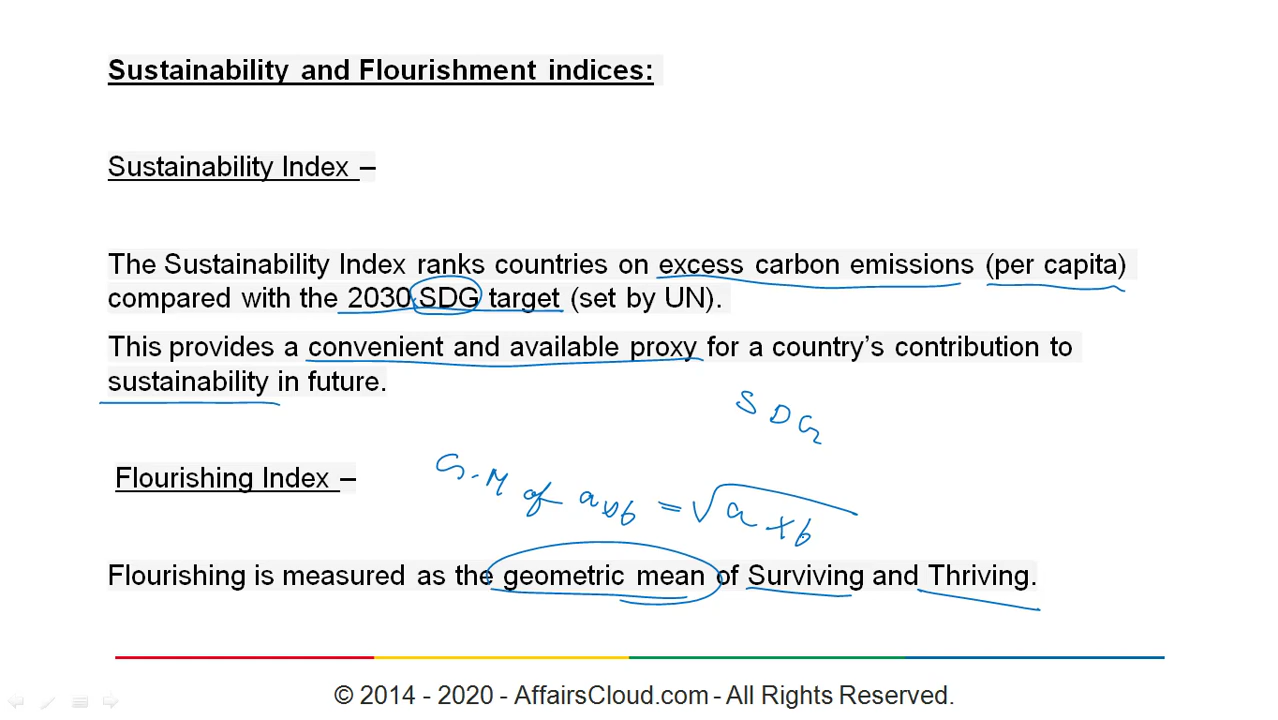 Sustainability and Flourishment indices:
Sustainability Index –
The Sustainability Index ranks countries on excess carbon emissions (per capita)
compared with the 2030 SDG target (set by UN).
This provides a convenient and available proxy for a country’s contribution to
sustainability in future.
SDG
Flourishing Index –
G.M of a & b = √a × b
Flourishing is measured as the geometric mean of Surviving and Thriving.
© 2014 - 2020 - AffairsCloud.com - All Rights Reserved.